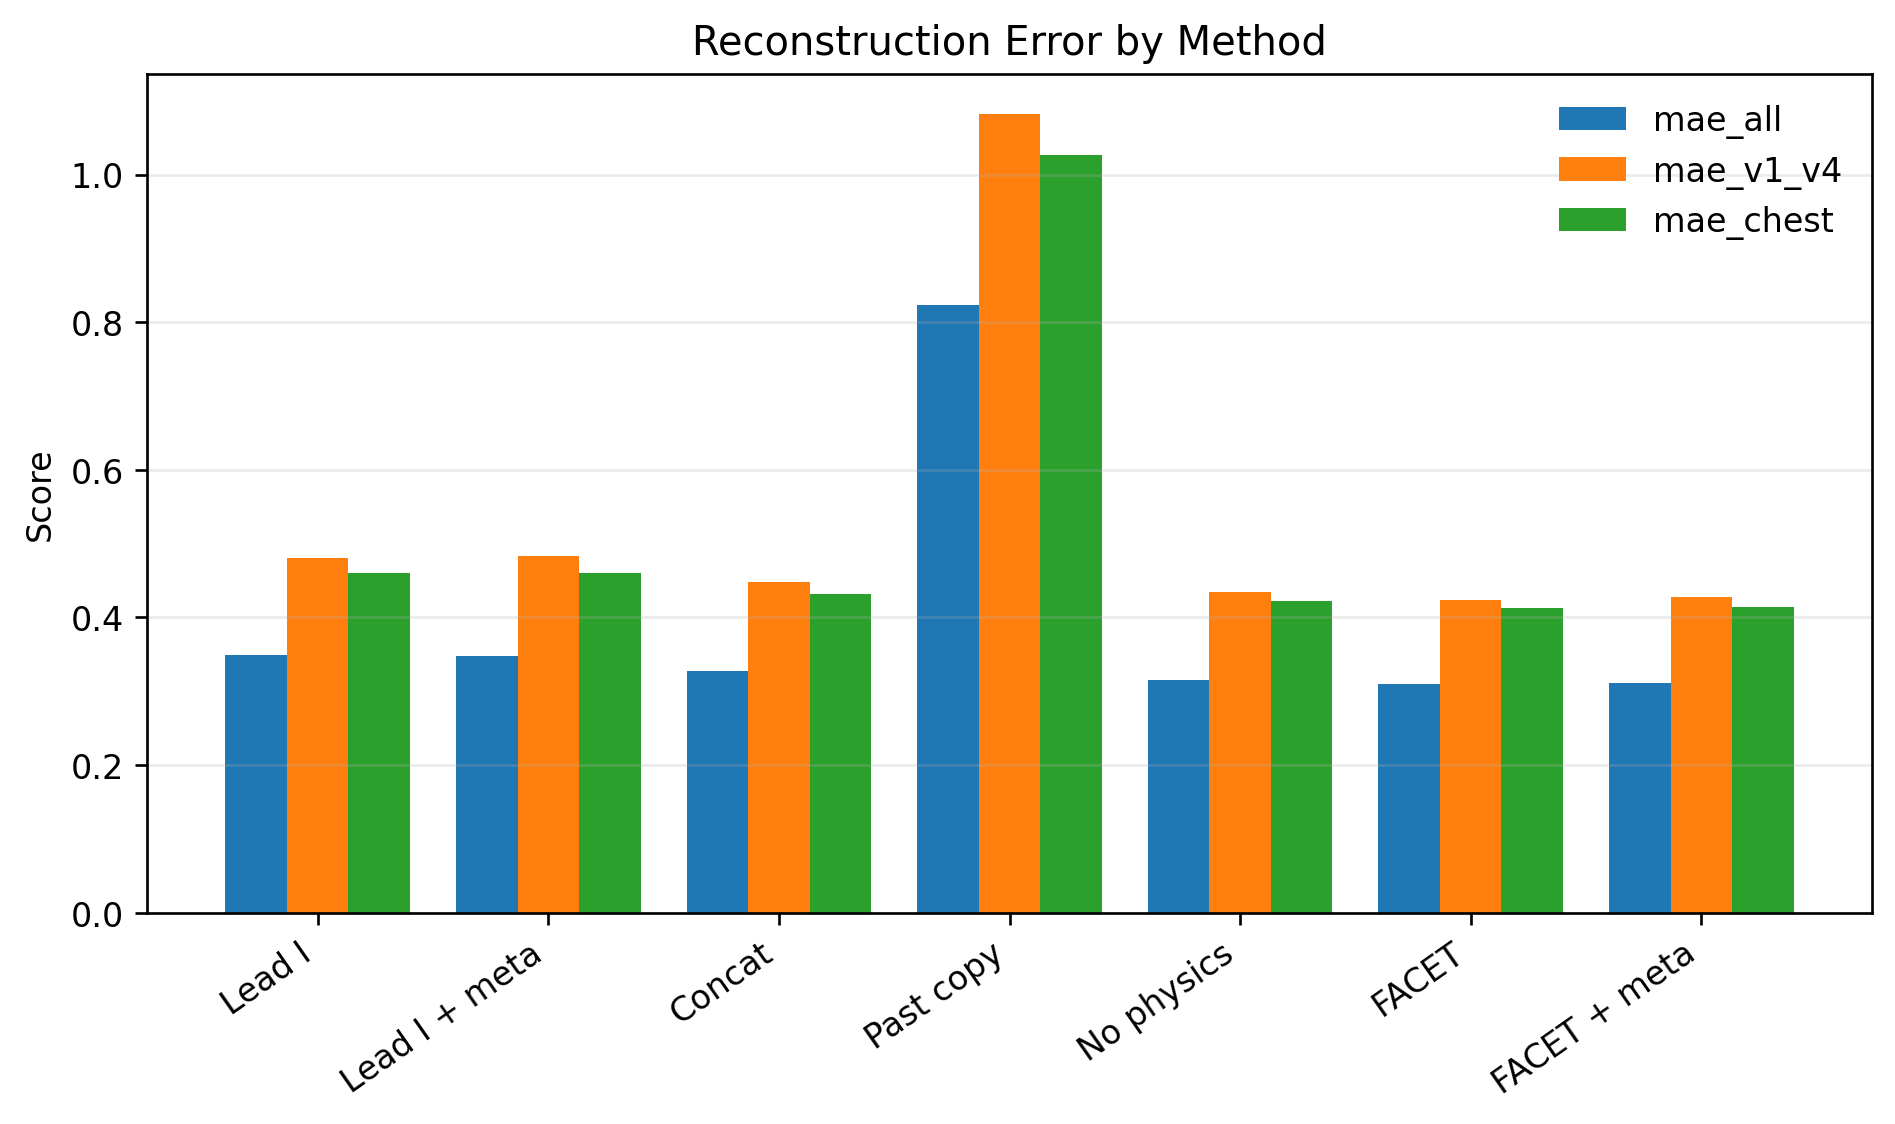 Reconstruction Error by Method
mae_all
mae_v1_v4
mae_chest
Score
1.0
0.8
0.6
0.4
0.2
0.0
Lead I
Lead I + meta
Concat
Past copy
No physics
FACET
FACET + meta